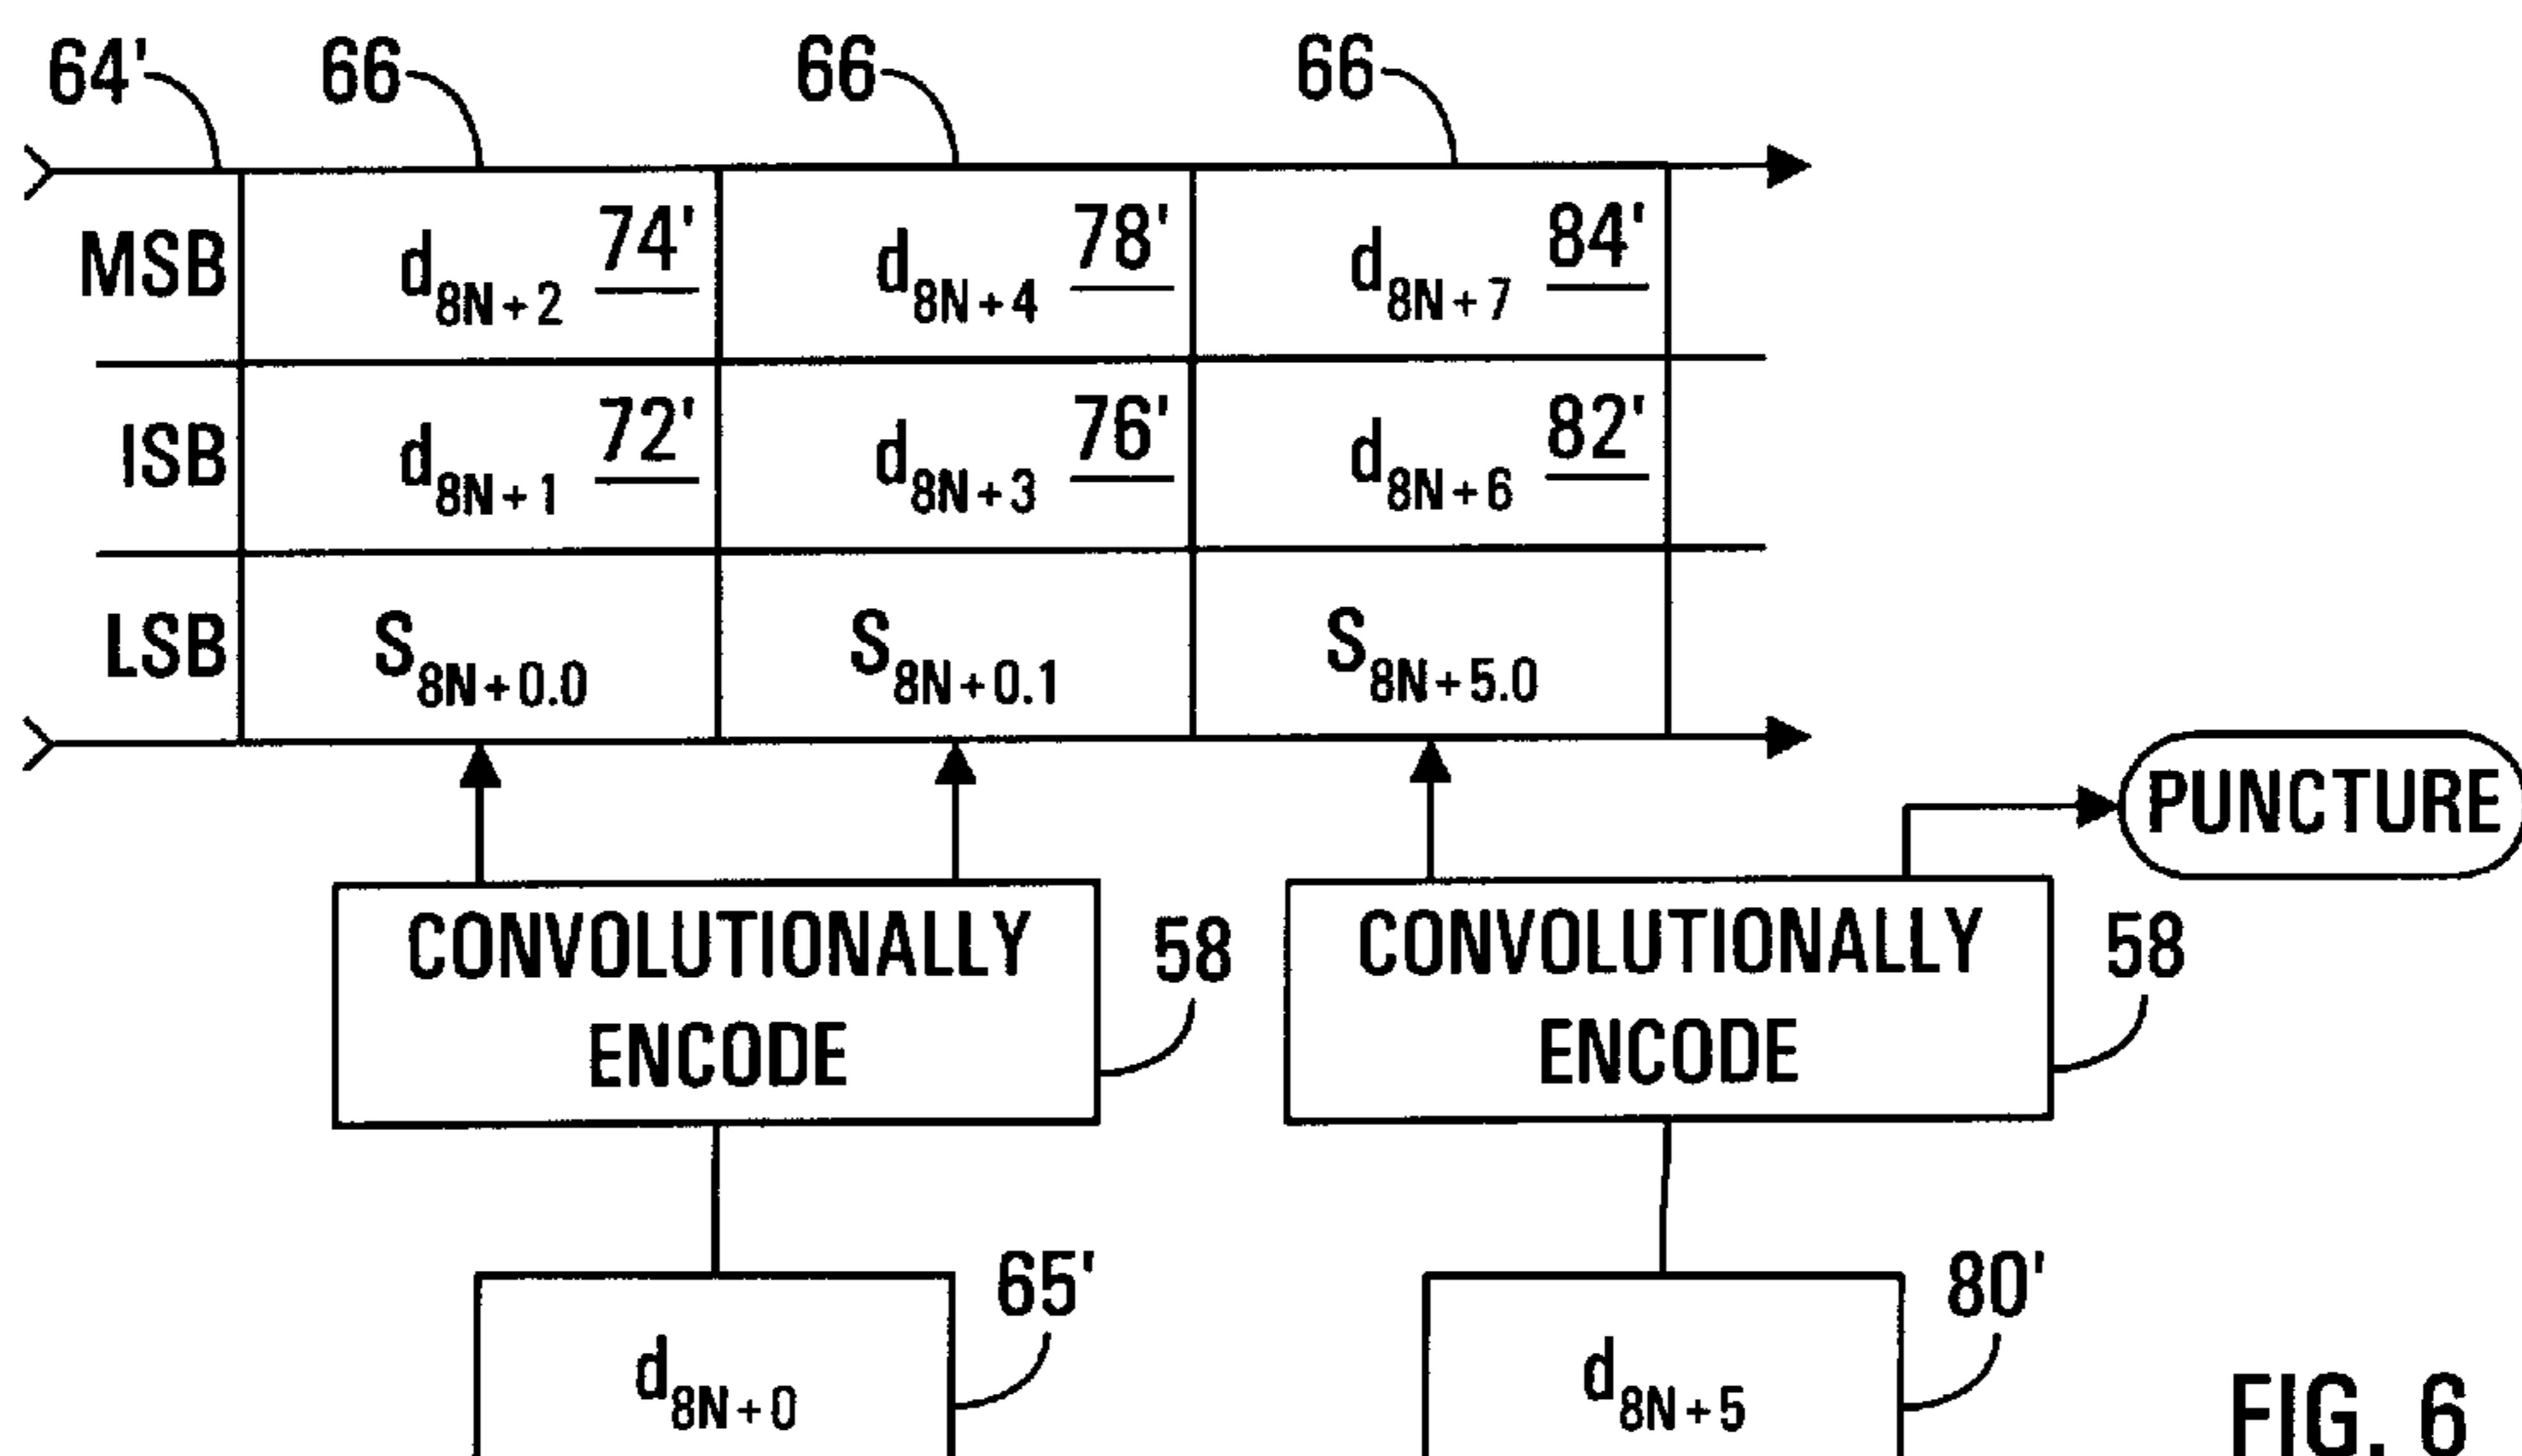 64' 66 66 66
MSB d8N+2 74' d8N+4 78' d8N+7 84'
ISB d8N+1 72' d8N+3 76' d8N+6 82'
LSB S8N+0.0 S8N+0.1 S8N+5.0
PUNCTURE
CONVOLUTIONALLY
ENCODE
58
CONVOLUTIONALLY
ENCODE
58
d8N+0
65'
d8N+5
80'
FIG. 6